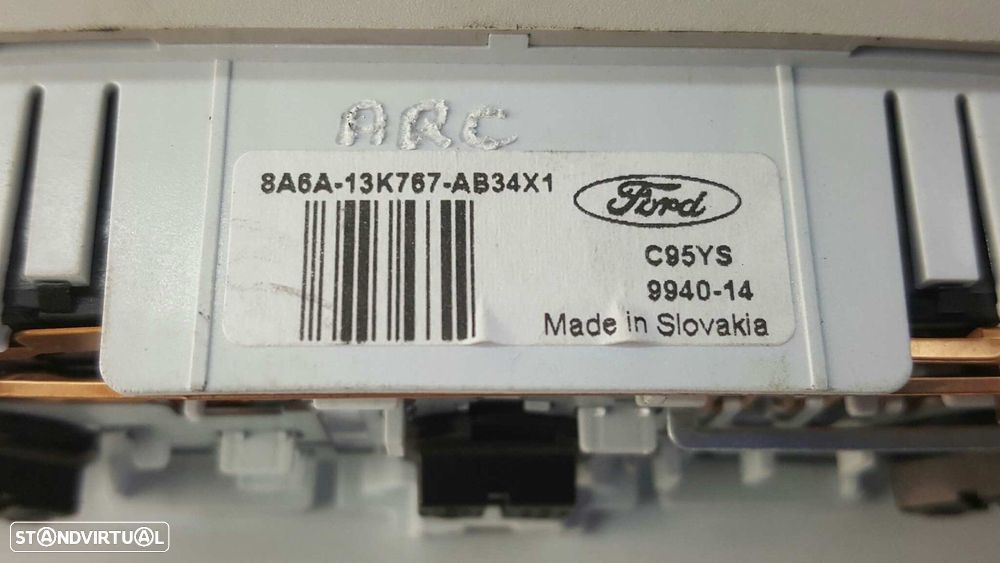 ARC
8A6A-13K767-AB34X1
Ford
C95YS
9940-14
Made in Slovakia
STANDVIRTUAL